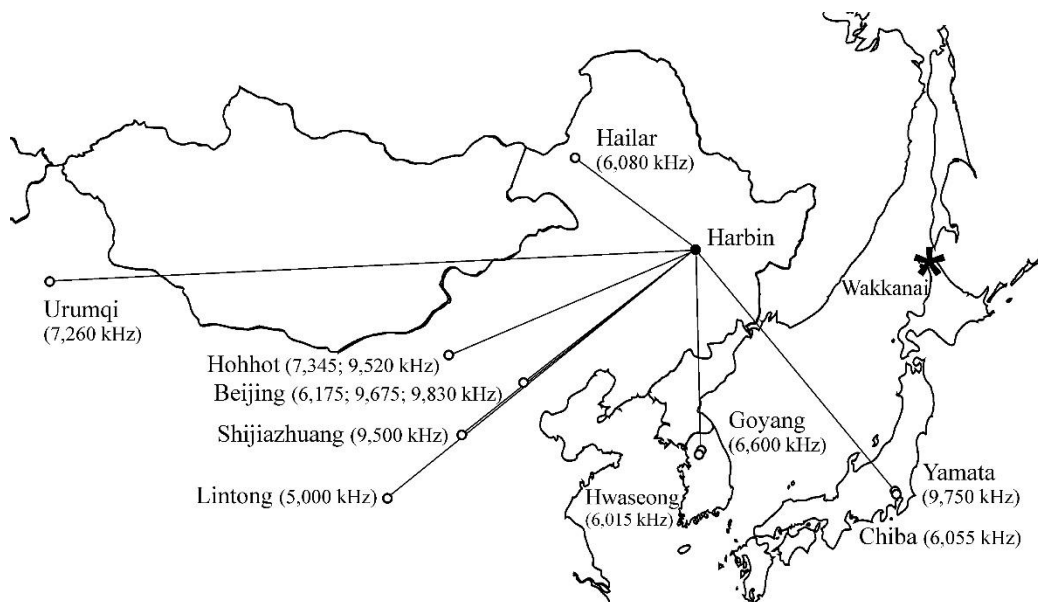 Hailar
(6,080 kHz)
Harbin
Wakkanai
Urumqi
(7,260 kHz)
Hohhot (7,345; 9,520 kHz)
Beijing (6,175; 9,675; 9,830 kHz)
Shijiazhuang (9,500 kHz)
Lintong (5,000 kHz)
Goyang
(6,600 kHz)
Hwaseong
(6,015 kHz)
Yamata
(9,750 kHz)
Chiba (6,055 kHz)